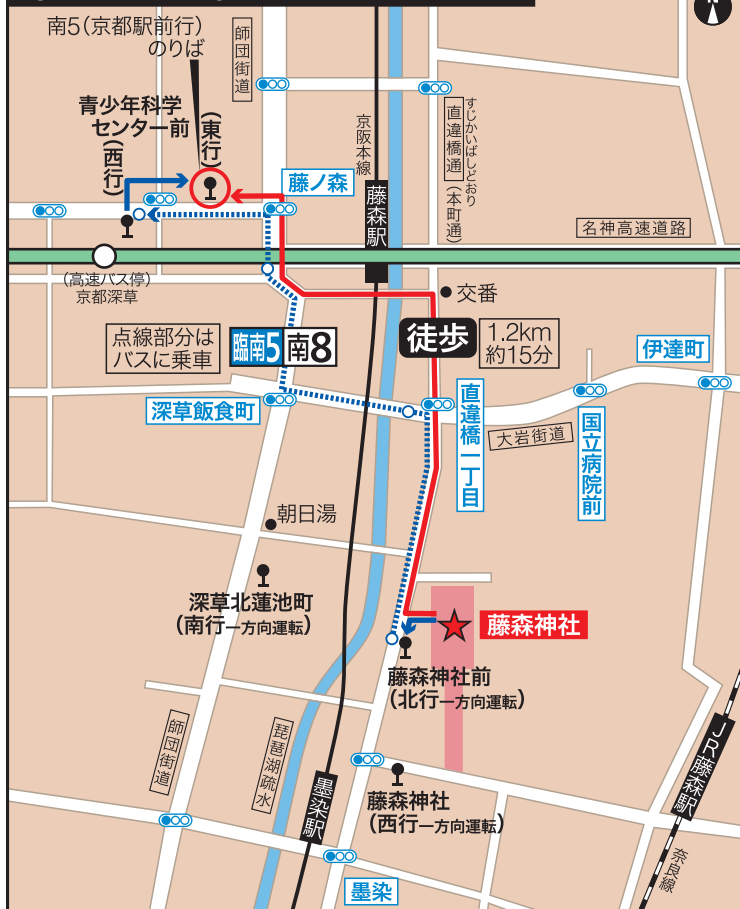 N
南5(京都駅前行)
のりば
師団街道
青少年科学
センター前
(西行)
(東行)
京阪本線
藤森駅
すじかいばしどおり
直違橋通
(本町通)
藤ノ森
名神高速道路
(高速バス停)
京都深草
交番
点線部分は
バスに乗車
臨南5
南8
徒歩
1.2km
約15分
伊達町
深草飯食町
直違橋一丁目
大岩街道
国立病院前
朝日湯
深草北蓮池町
(南行一方向運転)
藤森神社
藤森神社前
(北行一方向運転)
師団街道
琵琶湖疏水
墨染駅
藤森神社
(西行一方向運転)
JR藤森駅
奈良線
墨染